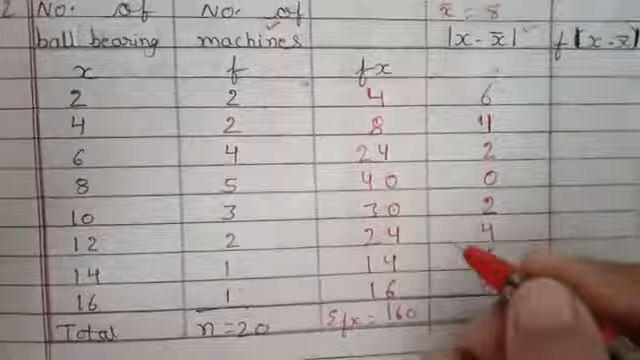 2 No. of No. of x̄ = 8
ball bearing machines |x - x̄| f|x - x̄|
x f fx
2 2 4 6
4 2 8 4
6 4 24 2
8 5 40 0
10 3 30 2
12 2 24 4
14 1 14
16 1 16
Total n = 20 Σfx = 160